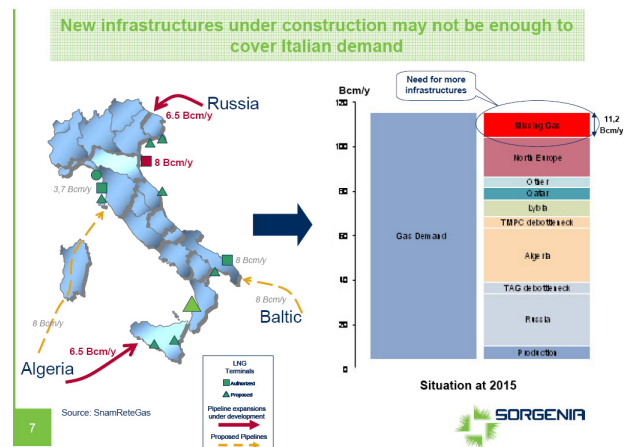 New infrastructures under construction may not be enough to
cover Italian demand
Russia
6.5 Bcm/y
8 Bcm/y
3,7 Bcm/y
8 Bcm/y
8 Bcm/y
Baltic
8 Bcm/y
Algeria
6.5 Bcm/y
LNG
Terminals
Authorized
Proposed
Pipeline expansions
under development
Proposed Pipelines
Need for more
infrastructures
Bcm/y
120
100
80
60
40
20
0
Gas Demand
Missing Gas
North Europe
Other
Qatar
Lybia
TMPC debottleneck
Algeria
TAG debottleneck
Russia
Production
11,2
Bcm/y
Situation at 2015
7
Source: SnamReteGas
SORGENIA